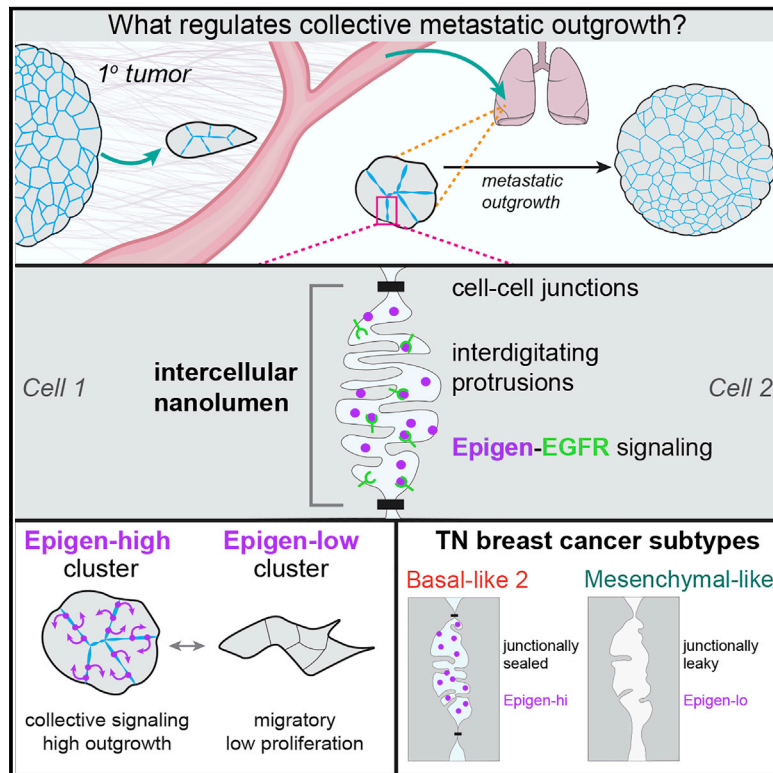 What regulates collective metastatic outgrowth?
1º tumor
metastatic
outgrowth
cell-cell junctions
intercellular
nanolumen
interdigitating
protrusions
Cell 1
Cell 2
Epigen-EGFR signaling
Epigen-high
cluster
Epigen-low
cluster
collective signaling
high outgrowth
migratory
low proliferation
TN breast cancer subtypes
Basal-like 2
Mesenchymal-like
junctionally
sealed
Epigen-hi
junctionally
leaky
Epigen-lo